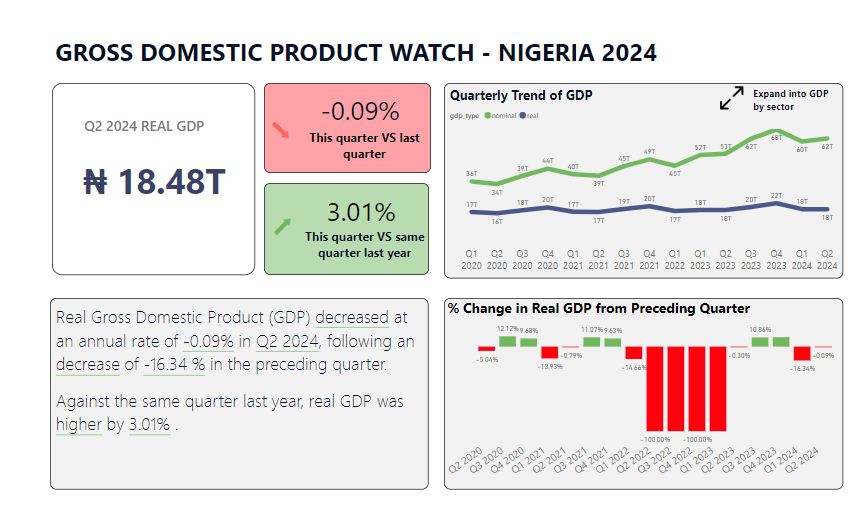 GROSS DOMESTIC PRODUCT WATCH - NIGERIA 2024
Q2 2024 REAL GDP
₦ 18.48T
-0.09%
This quarter VS last
quarter
3.01%
This quarter VS same
quarter last year
Quarterly Trend of GDP
Expand into GDP
by sector
gdp_type nominal real
36T 34T 39T 44T 40T 39T 45T 49T 45T 52T 53T 62T 68T 60T 62T
17T 16T 18T 20T 17T 17T 19T 20T 17T 18T 18T 20T 22T 18T 18T
Q1 Q2 Q3 Q4 Q1 Q2 Q3 Q4 Q1 Q1 Q2 Q3 Q4 Q1 Q2
2020 2020 2020 2020 2021 2021 2021 2021 2022 2023 2023 2023 2023 2024 2024
Real Gross Domestic Product (GDP) decreased at
an annual rate of -0.09% in Q2 2024, following an
decrease of -16.34 % in the preceding quarter.
Against the same quarter last year, real GDP was
higher by 3.01% .
% Change in Real GDP from Preceding Quarter
-5.04% 12.12% 9.68% -13.93% -0.79% 11.07% 9.63% -14.66% -100.00% -100.00% -0.30% 10.86% -16.34% -0.09%
Q2 2020 Q3 2020 Q4 2020 Q1 2021 Q2 2021 Q3 2021 Q4 2021 Q1 2022 Q2 2022 Q3 2022 Q4 2022 Q1 2023 Q2 2023 Q3 2023 Q4 2023 Q1 2024 Q2 2024